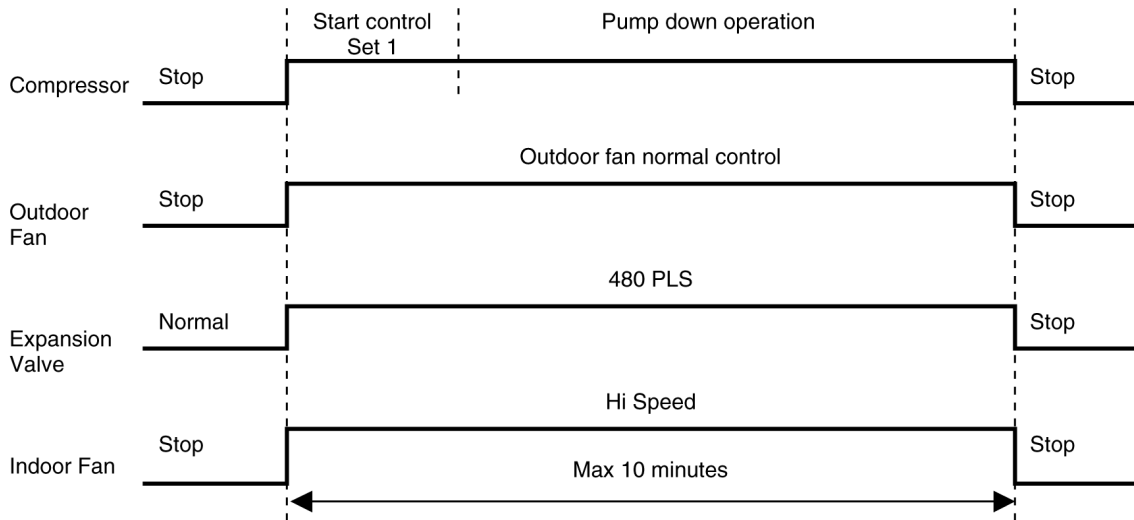 Start control
Set 1
Pump down operation
Compressor
Stop
Stop
Outdoor fan normal control
Outdoor
Fan
Stop
Stop
480 PLS
Expansion
Valve
Normal
Stop
Hi Speed
Indoor Fan
Stop
Stop
Max 10 minutes